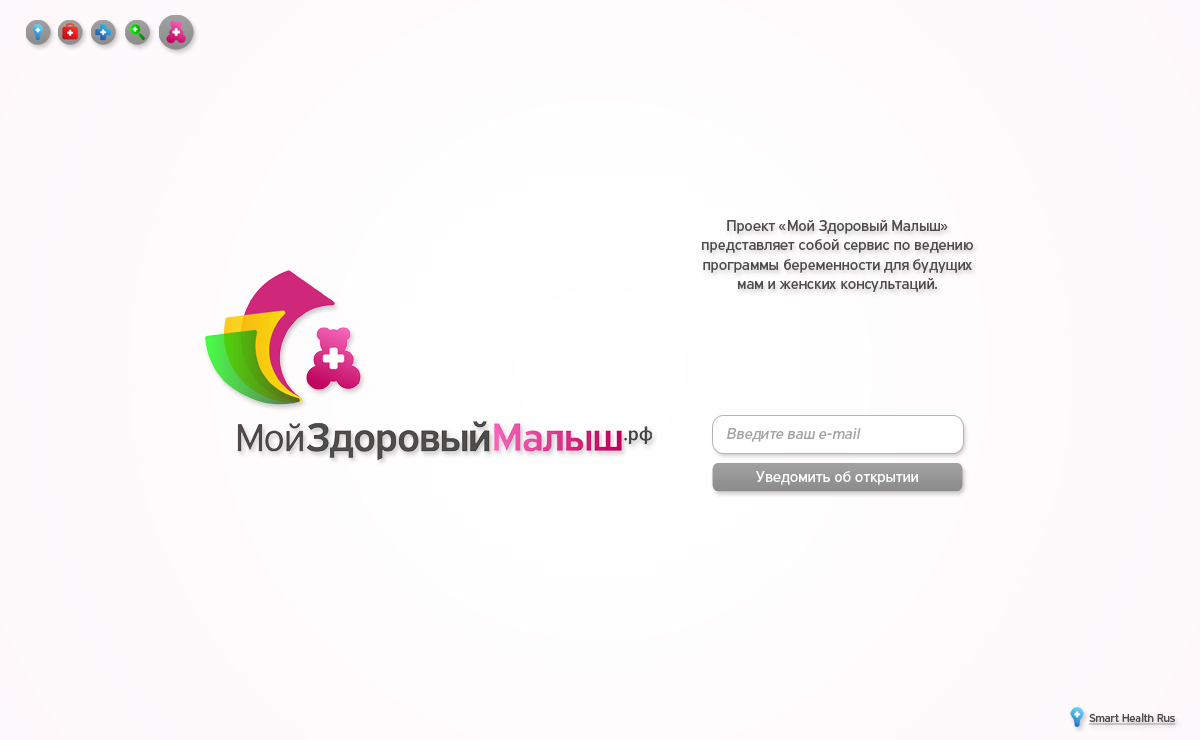 Проект «Мой Здоровый Малыш»
представляет собой сервис по ведению
программы беременности для будущих
мам и женских консультаций.
МойЗдоровыйМалыш.рф
Введите ваш e-mail
Уведомить об открытии
Smart Health Rus